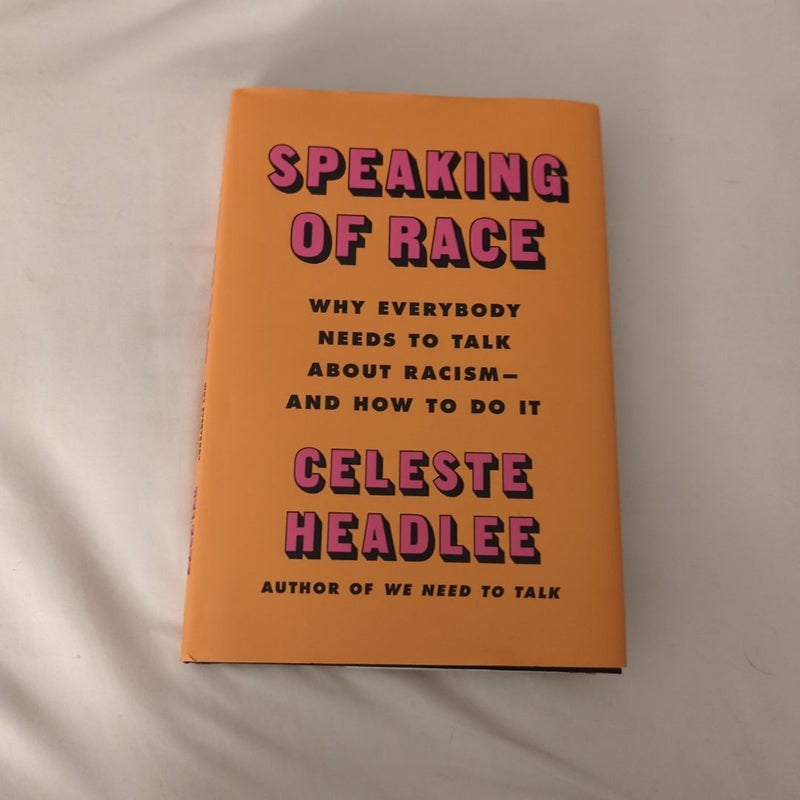 SPEAKING
OF RACE
WHY EVERYBODY
NEEDS TO TALK
ABOUT RACISM—
AND HOW TO DO IT
CELESTE
HEADLEE
AUTHOR OF WE NEED TO TALK